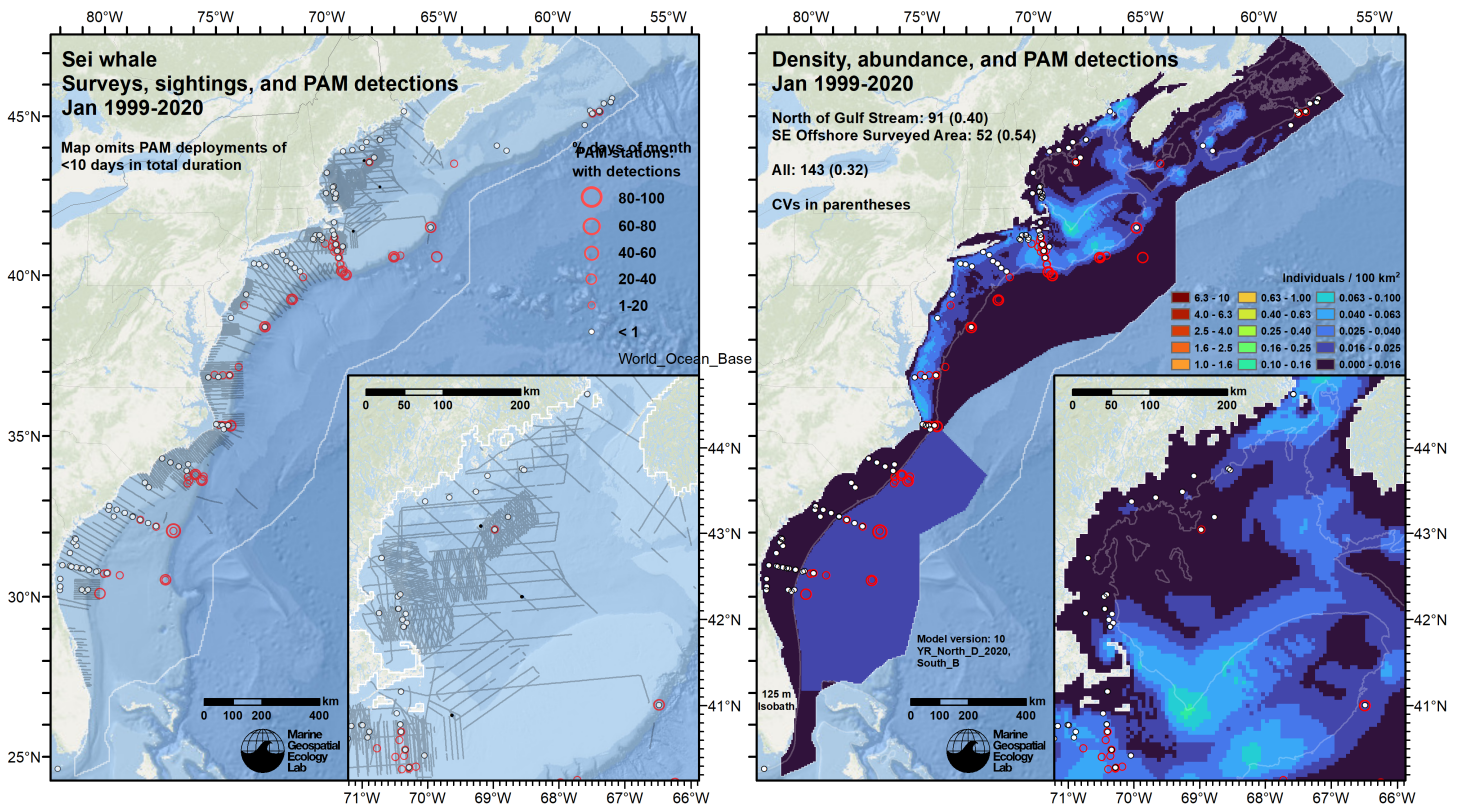 80°W 75°W 70°W 65°W 60°W 55°W
Sei whale
Surveys, sightings, and PAM detections
Jan 1999-2020
Map omits PAM deployments of
<10 days in total duration
% days of month
PAM stations:
with detections
80-100
60-80
40-60
20-40
1-20
< 1
World_Ocean_Base
45°N
40°N
35°N
30°N
25°N
km
0 50 100 200
44°N
43°N
42°N
41°N
km
0 100 200 400
Marine
Geospatial
Ecology
Lab
71°W 70°W 69°W 68°W 67°W 66°W
80°W 75°W 70°W 65°W 60°W 55°W
Density, abundance, and PAM detections
Jan 1999-2020
North of Gulf Stream: 91 (0.40)
SE Offshore Surveyed Area: 52 (0.54)
All: 143 (0.32)
CVs in parentheses
Individuals / 100 km²
6.3 - 10 0.63 - 1.00 0.063 - 0.100
4.0 - 6.3 0.40 - 0.63 0.040 - 0.063
2.5 - 4.0 0.25 - 0.40 0.025 - 0.040
1.6 - 2.5 0.16 - 0.25 0.016 - 0.025
1.0 - 1.6 0.10 - 0.16 0.000 - 0.016
km
0 50 100 200
44°N
43°N
42°N
41°N
Model version: 10
YR_North_D_2020,
South_B
125 m
Isobath
km
0 100 200 400
Marine
Geospatial
Ecology
Lab
71°W 70°W 69°W 68°W 67°W 66°W